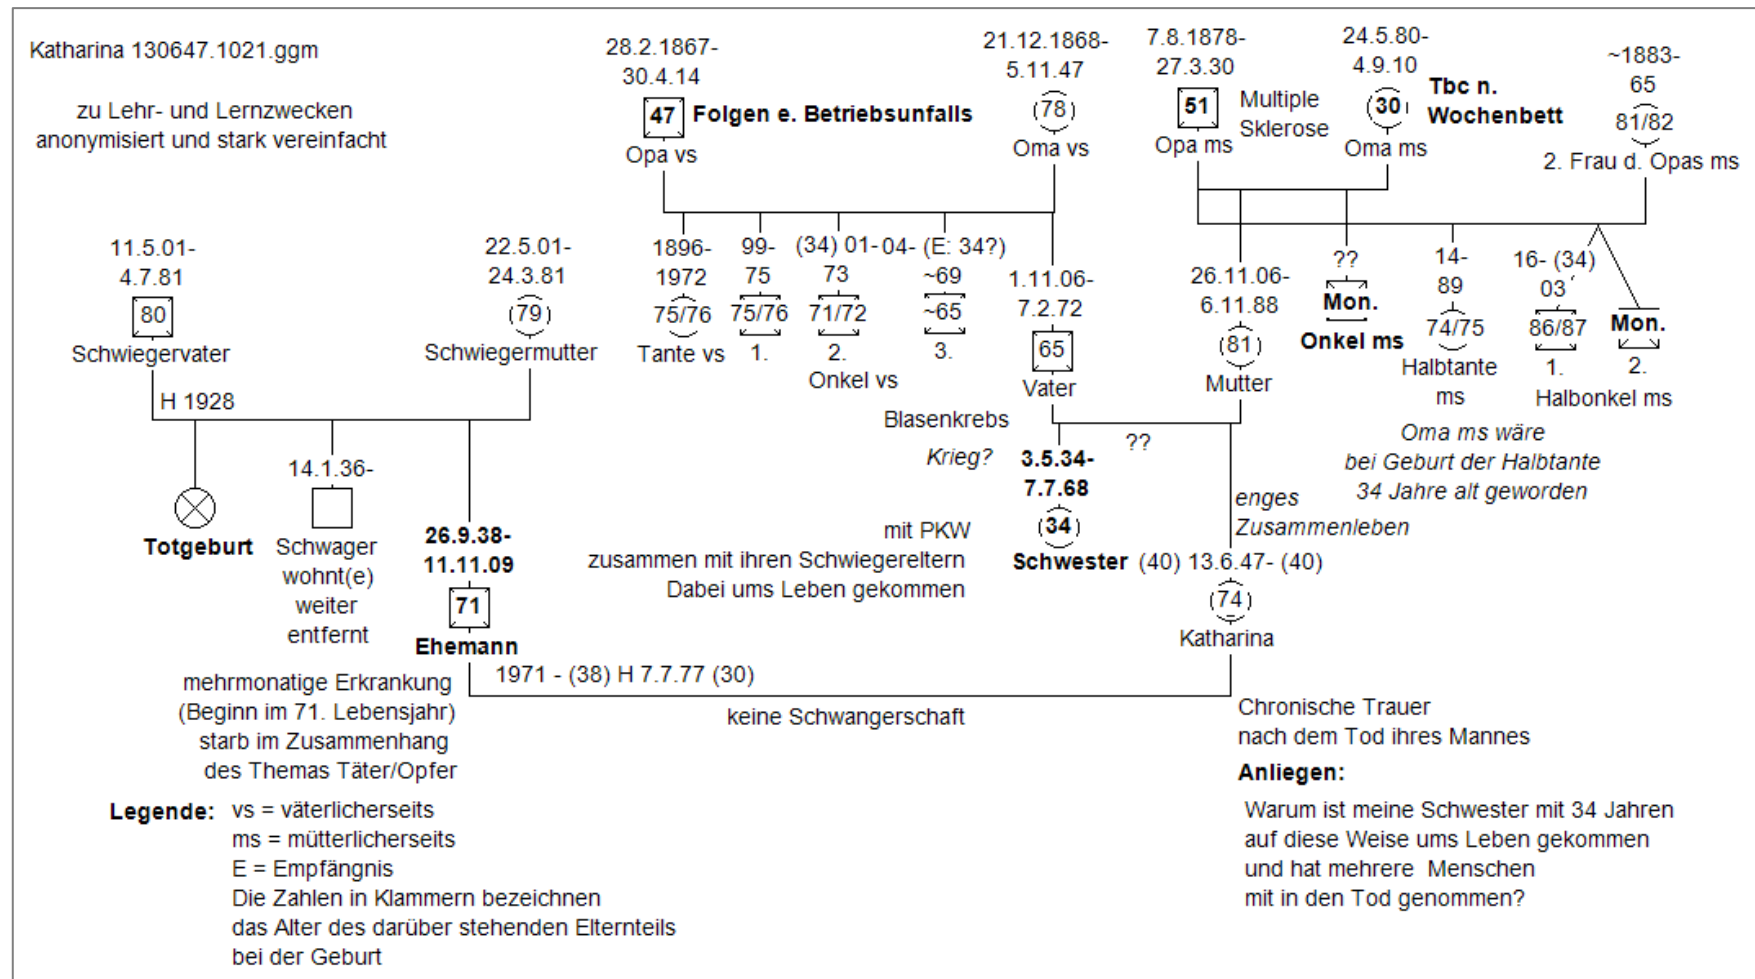 Katharina 130647.1021.ggm
zu Lehr- und Lernzwecken
anonymisiert und stark vereinfacht
28.2.1867-
30.4.14
47
Folgen e. Betriebsunfalls
Opa vs
21.12.1868-
5.11.47
(78)
Oma vs
7.8.1878-
27.3.30
51
Multiple
Sklerose
Opa ms
24.5.80-
4.9.10
(30)
Tbc n.
Wochenbett
Oma ms
~1883-
65
81/82
2. Frau d. Opas ms
11.5.01-
4.7.81
80
Schwiegervater
22.5.01-
24.3.81
(79)
Schwiegermutter
H 1928
1896-
1972
75/76
Tante vs
99-
75
75/76
1.
(34) 01-
73
71/72
2.
04- (E: 34?)
~69
~65
3.
Onkel vs
1.11.06-
7.2.72
65
Vater
Blasenkrebs
26.11.06-
6.11.88
(81)
Mutter
??
Mon.
Onkel ms
14-
89
74/75
Halbtante
ms
16- (34)
03
86/87
1.
Mon.
2.
Halbonkel ms
Oma ms wäre
bei Geburt der Halbtante
34 Jahre alt geworden
??
Krieg?
3.5.34-
7.7.68
(34)
Schwester
mit PKW
zusammen mit ihren Schwiegereltern
Dabei ums Leben gekommen
enges
Zusammenleben
(40) 13.6.47- (40)
(74)
Katharina
Totgeburt
14.1.36-
Schwager
wohnt(e)
weiter
entfernt
26.9.38-
11.11.09
71
Ehemann
1971 - (38) H 7.7.77 (30)
keine Schwangerschaft
mehrmonatige Erkrankung
(Beginn im 71. Lebensjahr)
starb im Zusammenhang
des Themas Täter/Opfer
Chronische Trauer
nach dem Tod ihres Mannes
Anliegen:
Warum ist meine Schwester mit 34 Jahren
auf diese Weise ums Leben gekommen
und hat mehrere Menschen
mit in den Tod genommen?
Legende: vs = väterlicherseits
ms = mütterlicherseits
E = Empfängnis
Die Zahlen in Klammern bezeichnen
das Alter des darüber stehenden Elternteils
bei der Geburt